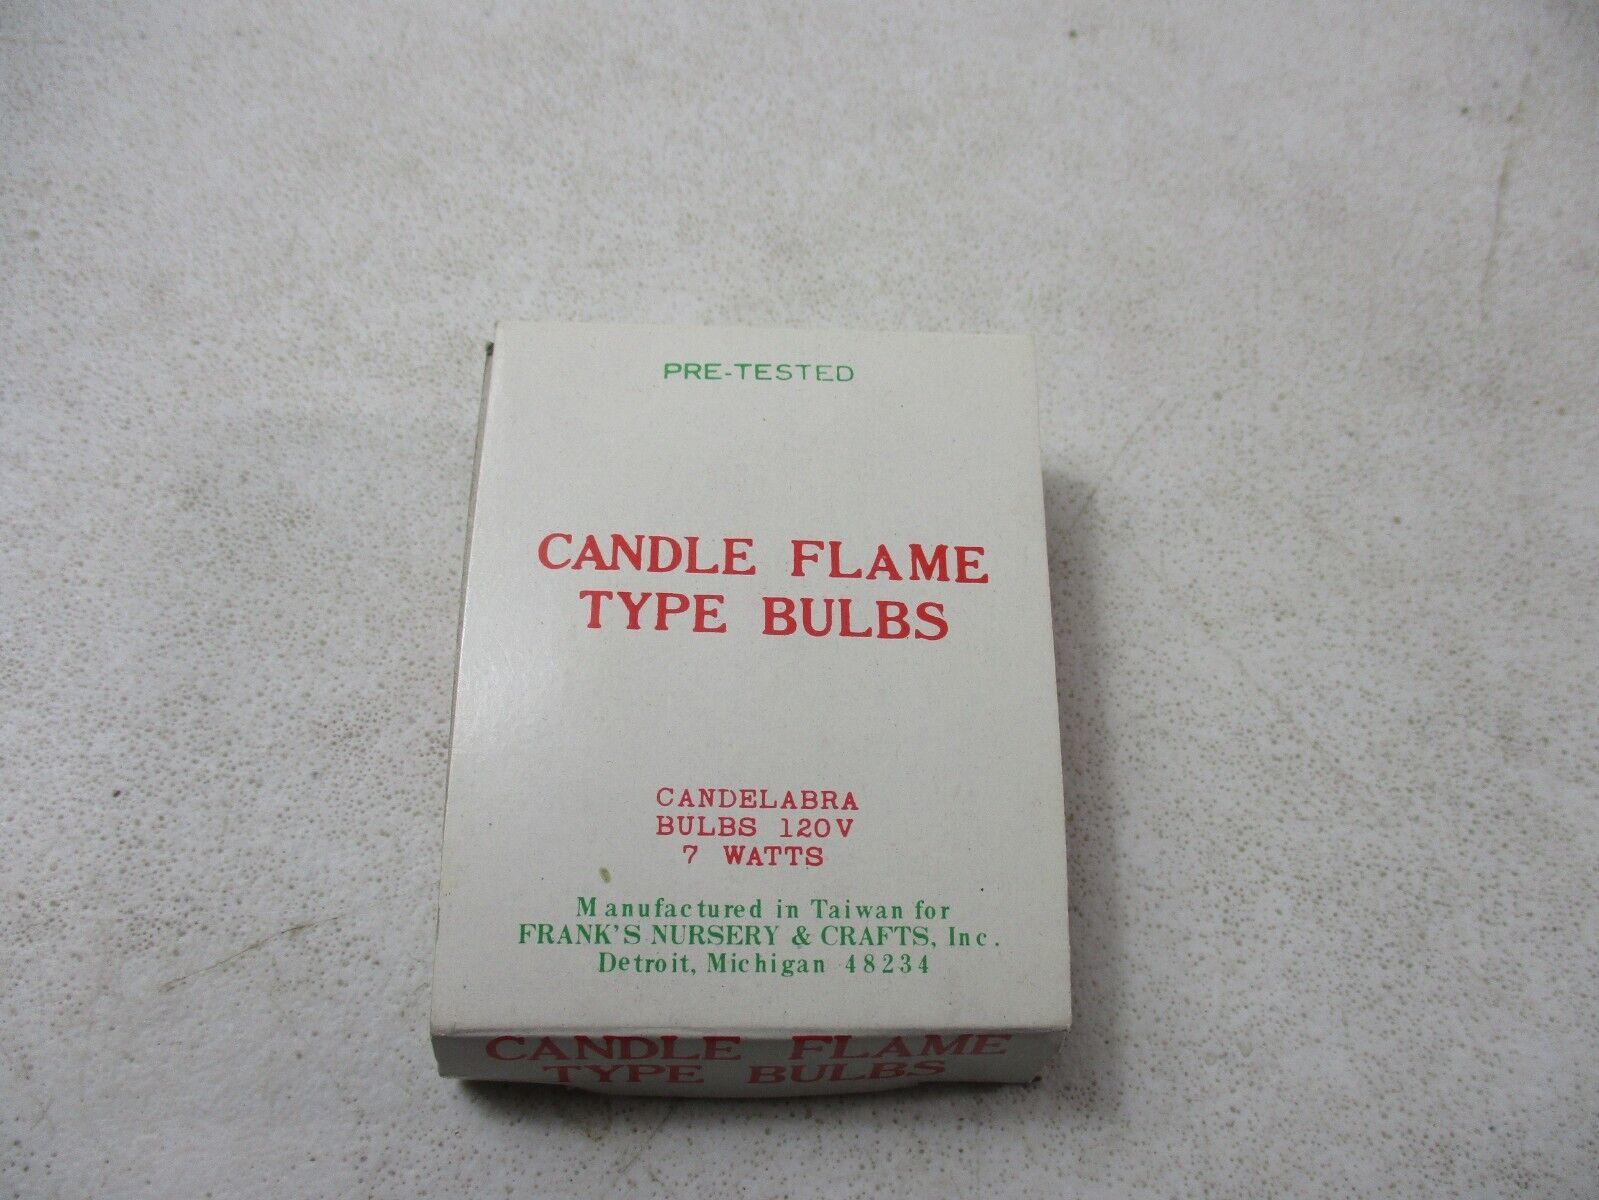 PRE-TESTED
CANDLE FLAME
TYPE BULBS
CANDELABRA
BULBS 120V
7 WATTS
Manufactured in Taiwan for
FRANK'S NURSERY & CRAFTS, Inc.
Detroit, Michigan 48234
CANDLE FLAME
TYPE BULBS